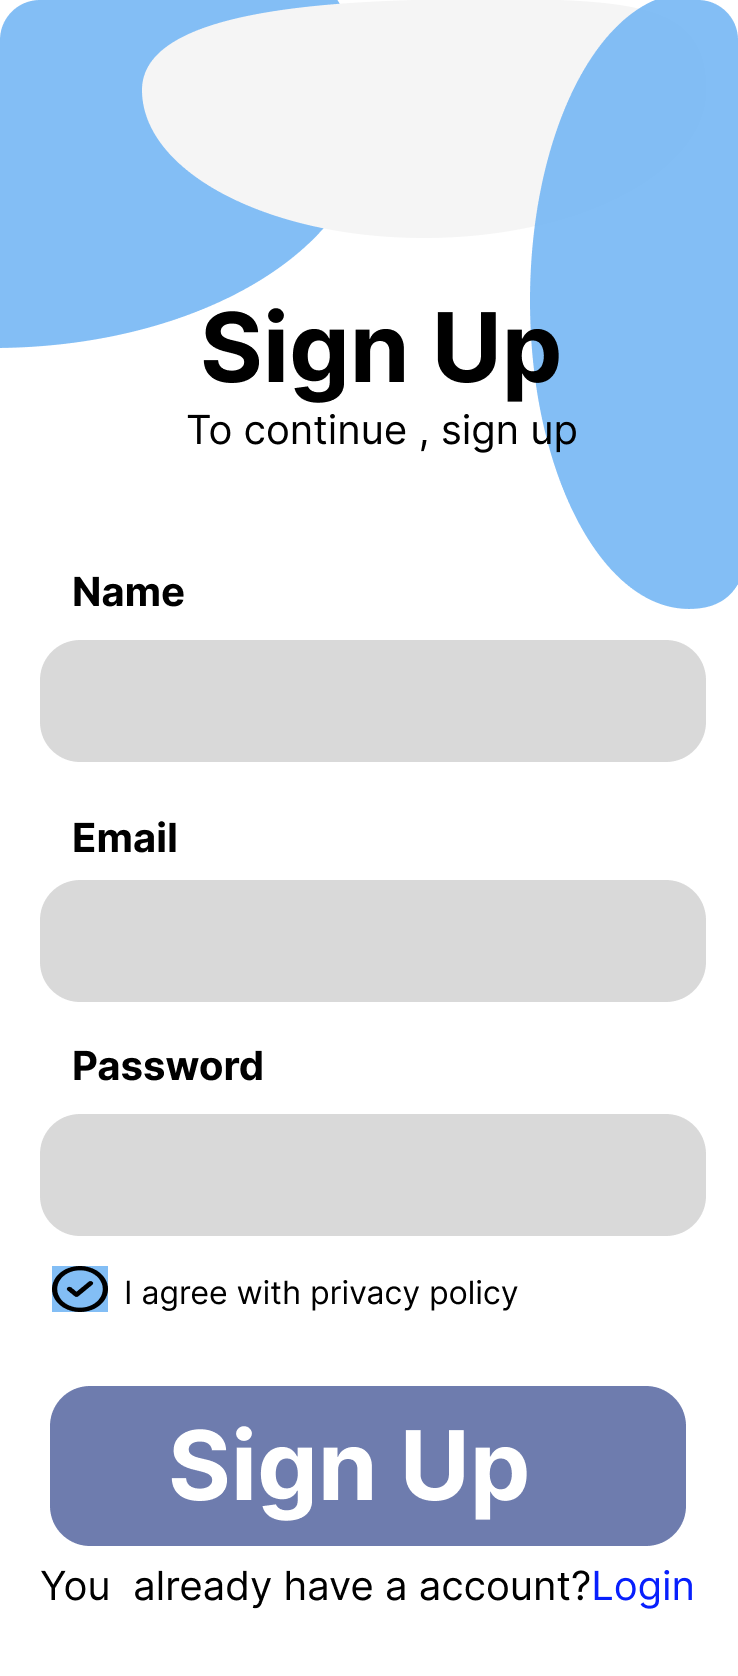 Sign Up
To continue , sign up
Name
Email
Password
I agree with privacy policy
Sign Up
You  already have a account?Login